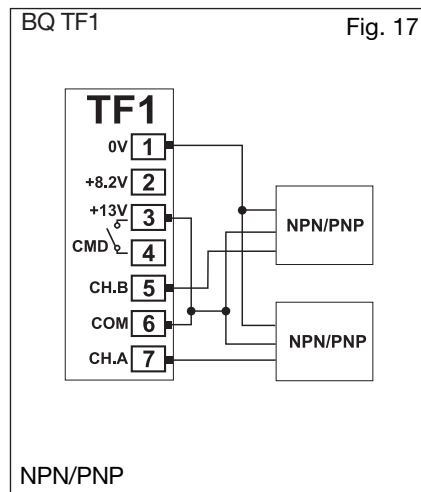 BQ TF1
Fig. 17
TF1
0V 1
+8.2V 2
+13V 3
CMD 4
CH.B 5
COM 6
CH.A 7
NPN/PNP
NPN/PNP
NPN/PNP